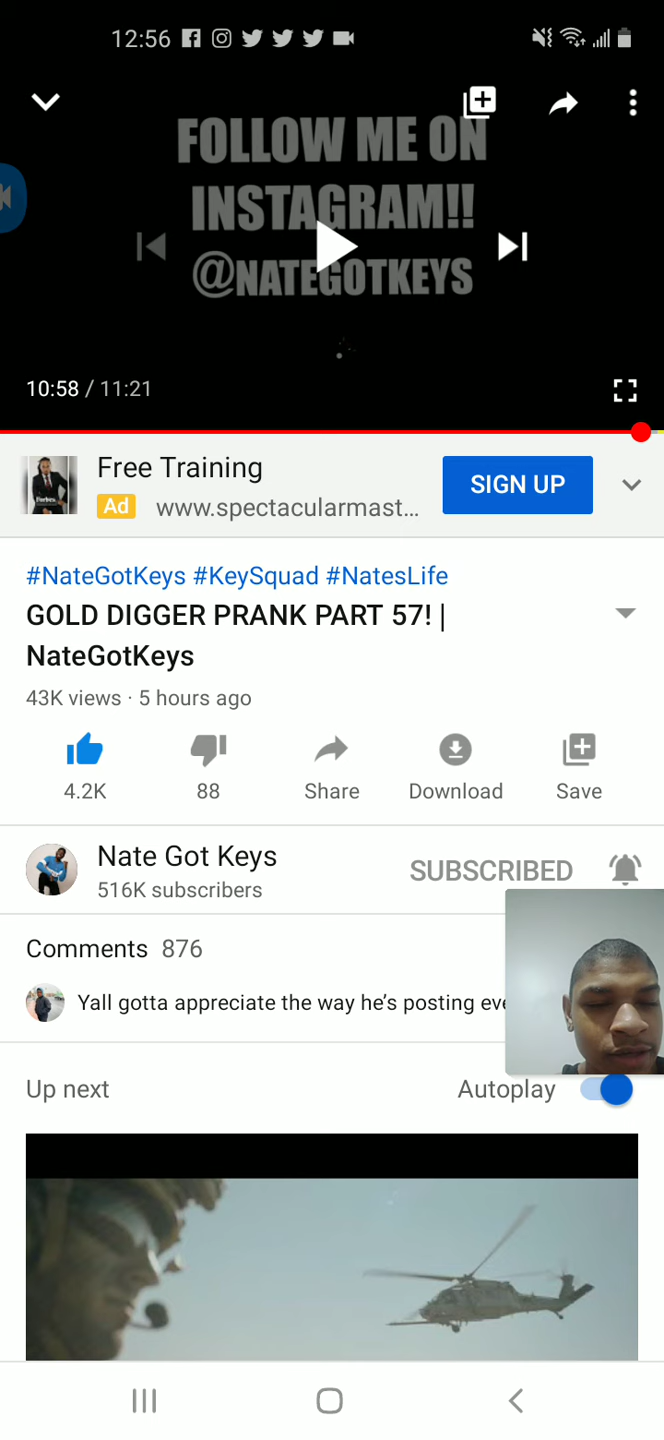 12:56
FOLLOW ME ON
INSTAGRAM!!
@NATEGOTKEYS
10:58 / 11:21
Free Training
SIGN UP
Ad www.spectacularmast...
#NateGotKeys #KeySquad #NatesLife
GOLD DIGGER PRANK PART 57! |
NateGotKeys
43K views · 5 hours ago
4.2K 88 Share Download Save
Nate Got Keys
516K subscribers
SUBSCRIBED
Comments 876
Yall gotta appreciate the way he's posting
Up next Autoplay